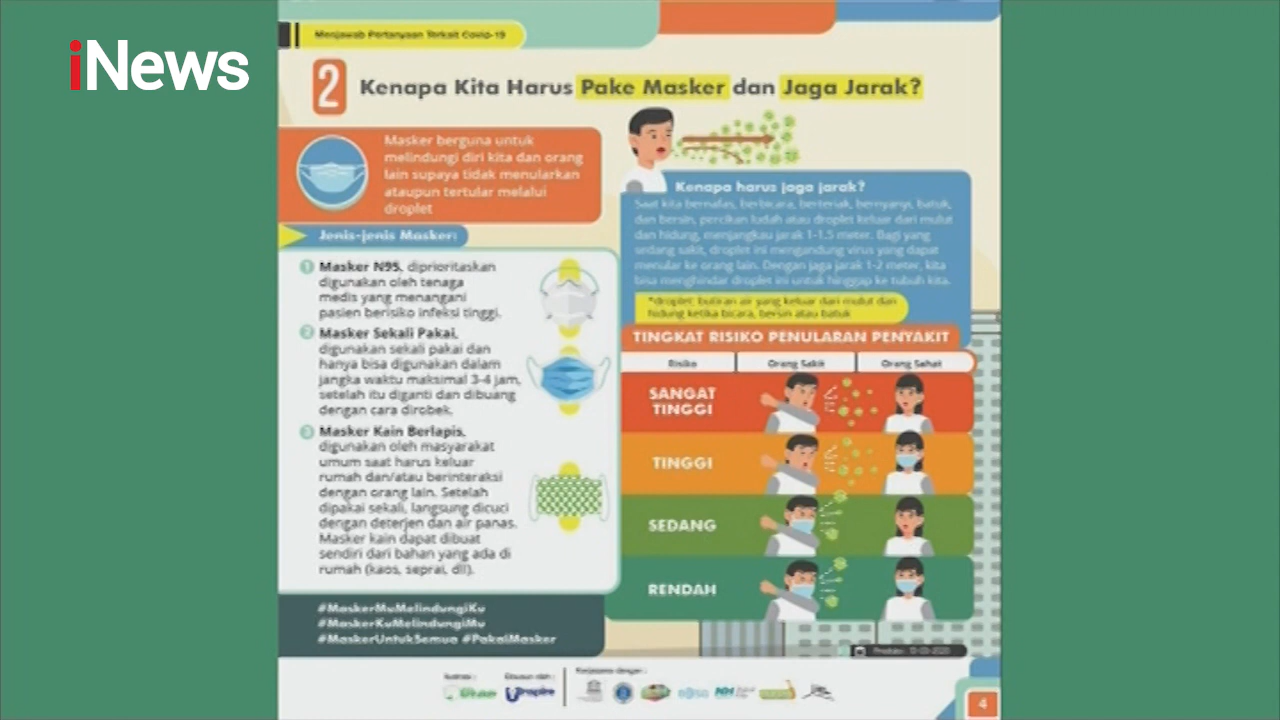 iNews
Menjawab Pertanyaan Terkait Covid-19
2
Kenapa Kita Harus Pake Masker dan Jaga Jarak?
Masker berguna untuk
melindungi diri kita dan orang
lain supaya tidak menularkan
ataupun tertular melalui
droplet
Jenis-jenis Masker:
1 Masker N95, diprioritaskan
digunakan oleh tenaga
medis yang menangani
pasien berisiko infeksi tinggi.
2 Masker Sekali Pakai,
digunakan sekali pakai dan
hanya bisa digunakan dalam
jangka waktu maksimal 3-4 jam,
setelah itu diganti dan dibuang
dengan cara dirobek.
3 Masker Kain Berlapis,
digunakan oleh masyarakat
umum saat harus keluar
rumah dan/atau berinteraksi
dengan orang lain. Setelah
dipakai sekali, langsung dicuci
dengan deterjen dan air panas.
Masker kain dapat dibuat
sendiri dari bahan yang ada di
rumah (kaos, seprai, dll).
#MaskerMuMelindungiKu
#MaskerKuMelindungiMu
#MaskerUntukSemua #PakaiMasker
Kenapa harus jaga jarak?
Saat kita bernafas, berbicara, berteriak, bernyanyi, batuk,
dan bersin, percikan ludah atau droplet keluar dari mulut
dan hidung, menjangkau jarak 1-1.5 meter. Bagi yang
sedang sakit, droplet ini mengandung virus yang dapat
menular ke orang lain. Dengan jaga jarak 1-2 meter, kita
bisa menghindar droplet ini untuk hinggap ke tubuh kita.
*droplet: butiran air yang keluar dari mulut dan
hidung ketika bicara, bersin atau batuk
TINGKAT RISIKO PENULARAN PENYAKIT
Risiko Orang Sakit Orang Sehat
SANGAT
TINGGI
TINGGI
SEDANG
RENDAH
Kerjasama dengan :
4